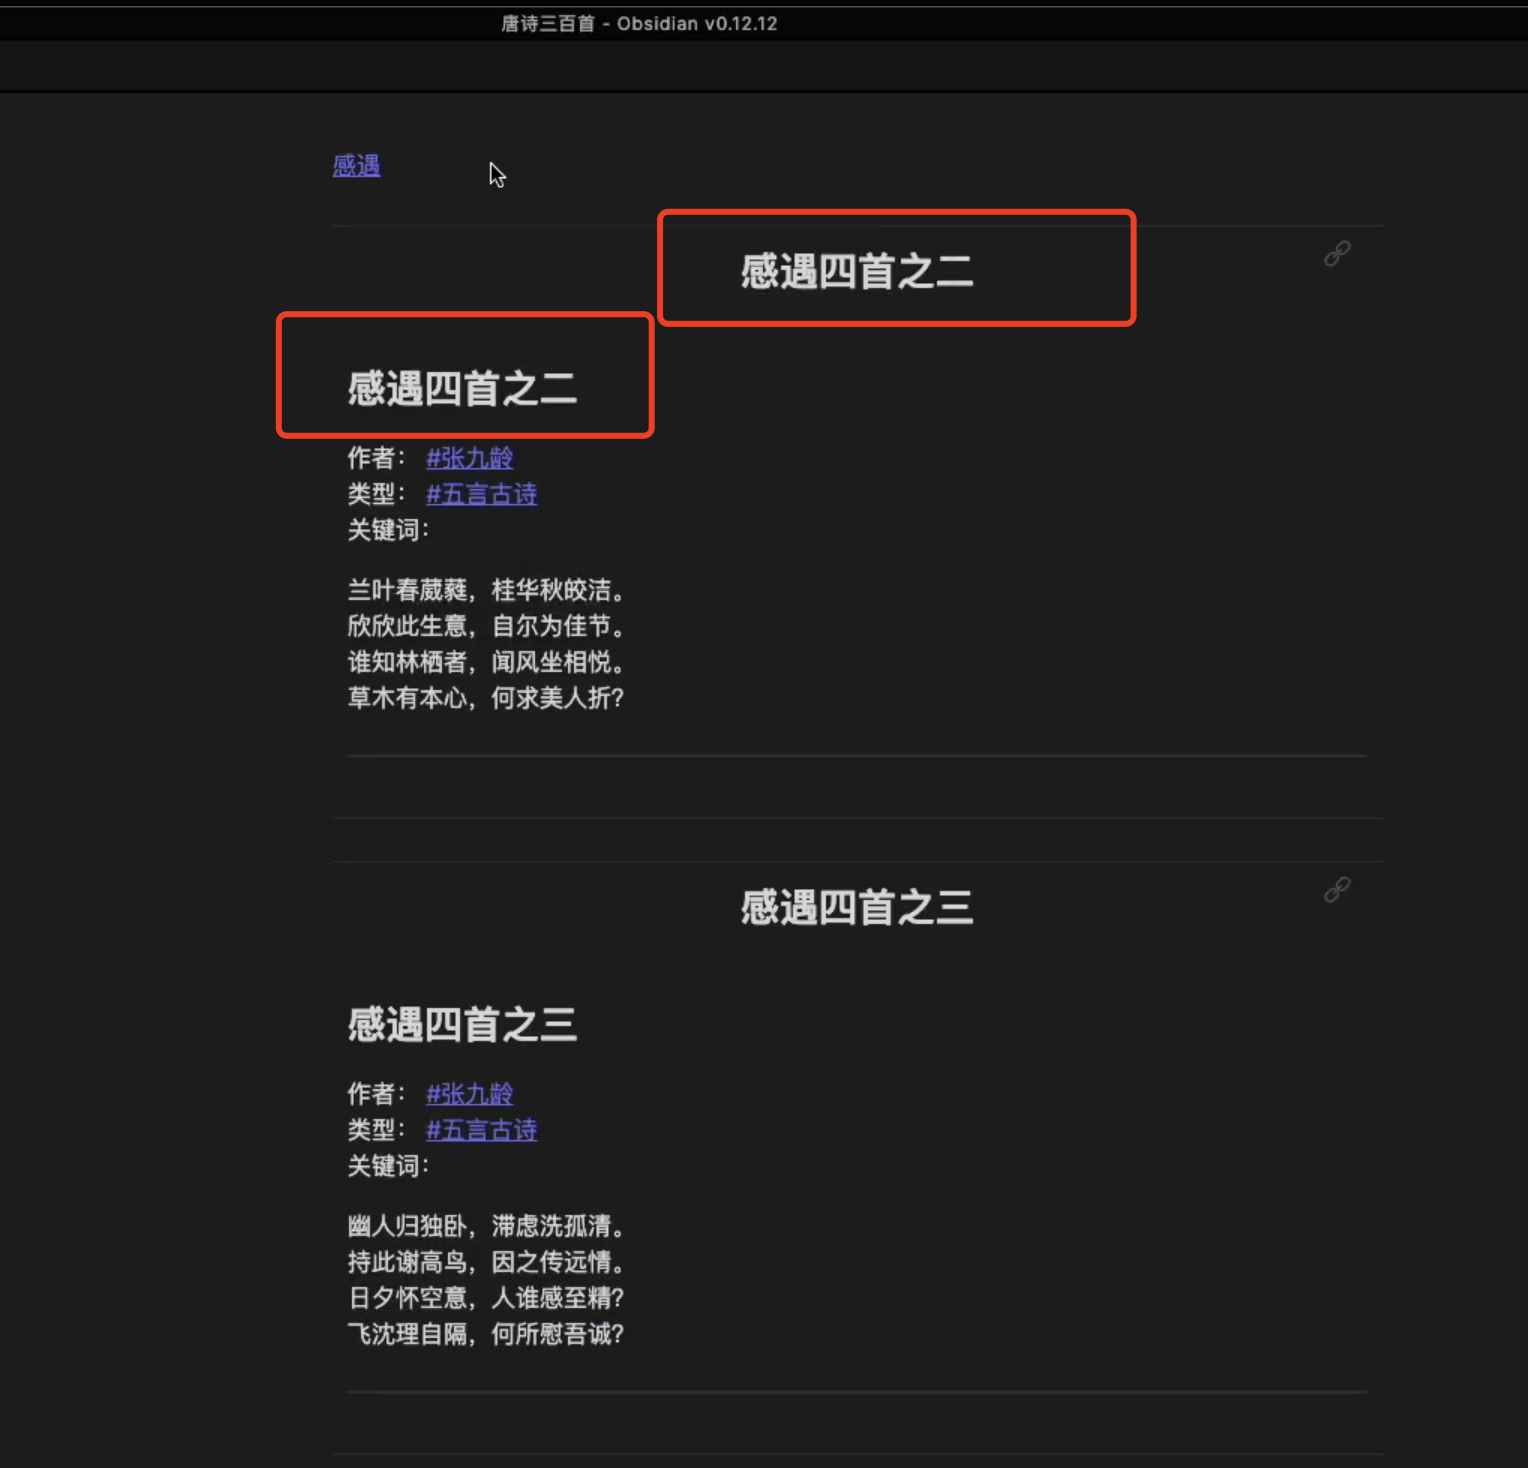 唐诗三百首 - Obsidian v0.12.12
感遇
感遇四首之二
感遇四首之二
作者： #张九龄
类型： #五言古诗
关键词：
兰叶春葳蕤，桂华秋皎洁。
欣欣此生意，自尔为佳节。
谁知林栖者，闻风坐相悦。
草木有本心，何求美人折？
感遇四首之三
感遇四首之三
作者： #张九龄
类型： #五言古诗
关键词：
幽人归独卧，滞虑洗孤清。
持此谢高鸟，因之传远情。
日夕怀空意，人谁感至精？
飞沈理自隔，何所慰吾诚？